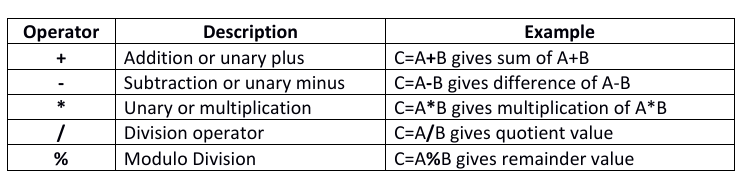 Operator Description Example
+ Addition or unary plus C=A+B gives sum of A+B
- Subtraction or unary minus C=A-B gives difference of A-B
* Unary or multiplication C=A*B gives multiplication of A*B
/ Division operator C=A/B gives quotient value
% Modulo Division C=A%B gives remainder value